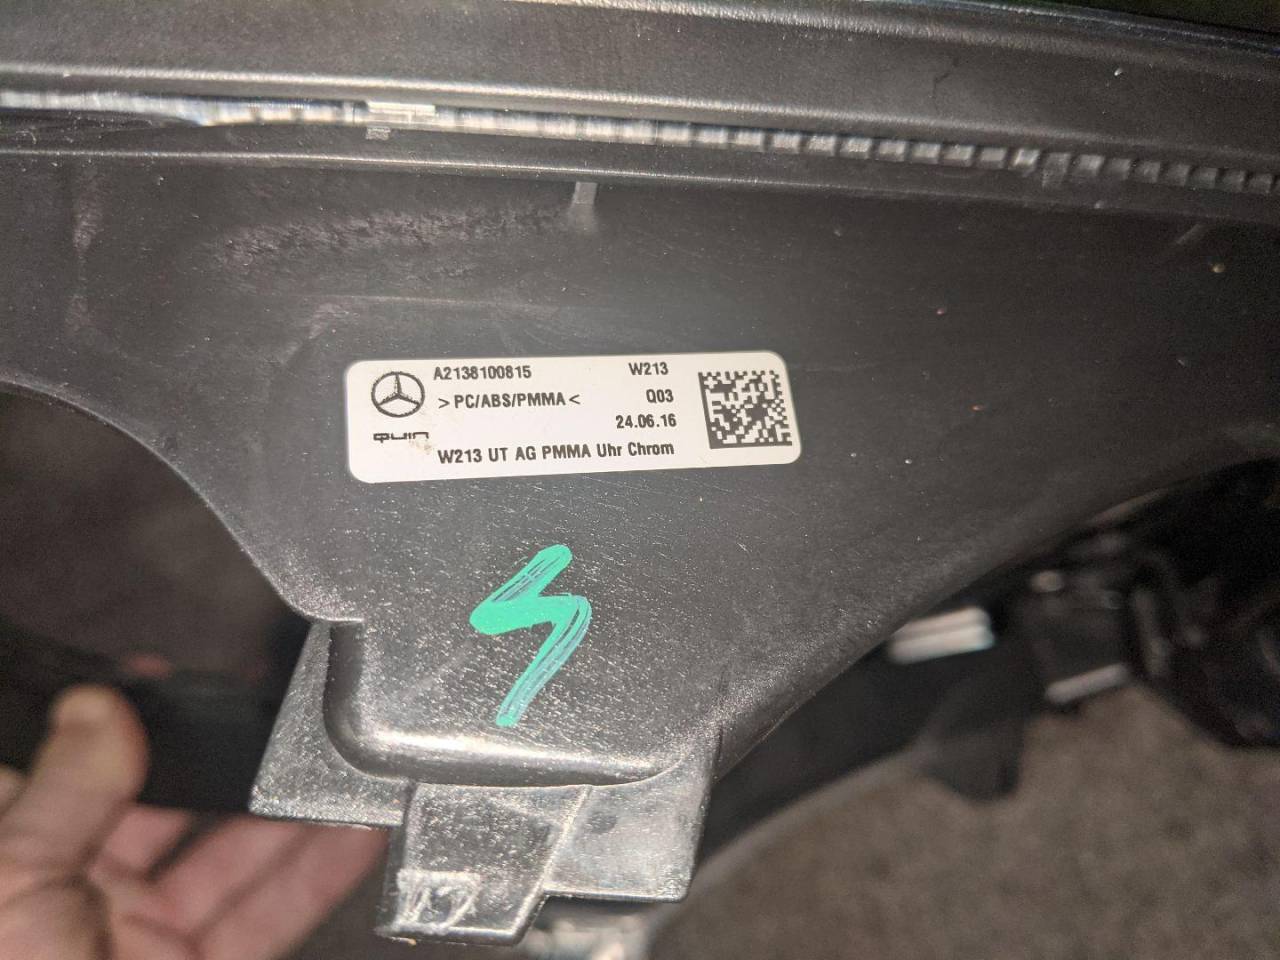 A2138100815 W213
>PC/ABS/PMMA< Q03
24.06.16
QUIN
W213 UT AG PMMA Uhr Chrom